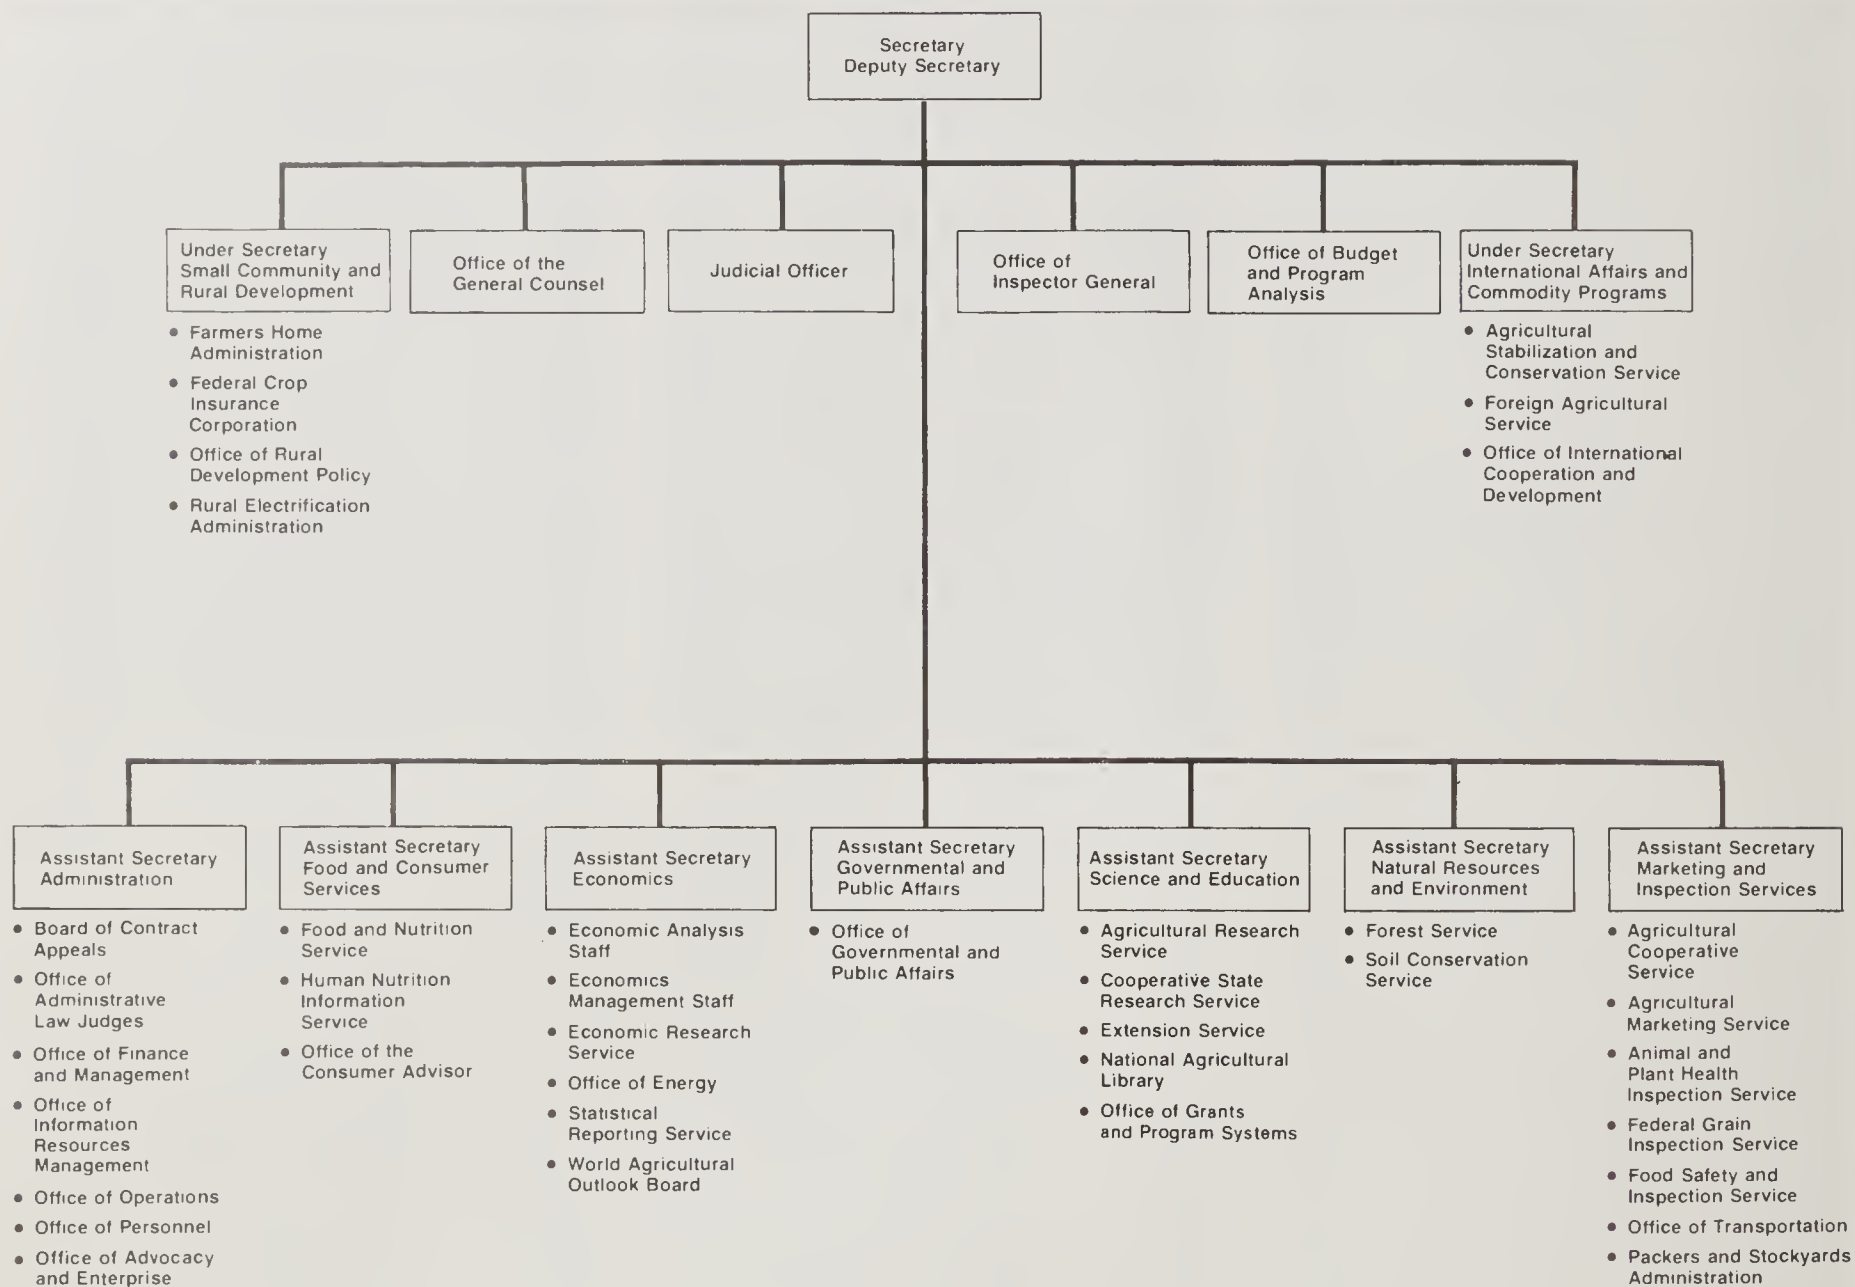 Secretary
Deputy Secretary
Under Secretary
Small Community and
Rural Development
• Farmers Home
Administration
• Federal Crop
Insurance
Corporation
• Office of Rural
Development Policy
• Rural Electrification
Administration
Office of the
General Counsel
Judicial Officer
Office of
Inspector General
Office of Budget
and Program
Analysis
Under Secretary
International Affairs and
Commodity Programs
• Agricultural
Stabilization and
Conservation Service
• Foreign Agricultural
Service
• Office of International
Cooperation and
Development
Assistant Secretary
Administration
• Board of Contract
Appeals
• Office of
Administrative
Law Judges
• Office of Finance
and Management
• Office of
Information
Resources
Management
• Office of Operations
• Office of Personnel
• Office of Advocacy
and Enterprise
Assistant Secretary
Food and Consumer
Services
• Food and Nutrition
Service
• Human Nutrition
Information
Service
• Office of the
Consumer Advisor
Assistant Secretary
Economics
• Economic Analysis
Staff
• Economics
Management Staff
• Economic Research
Service
• Office of Energy
• Statistical
Reporting Service
• World Agricultural
Outlook Board
Assistant Secretary
Governmental and
Public Affairs
• Office of
Governmental and
Public Affairs
Assistant Secretary
Science and Education
• Agricultural Research
Service
• Cooperative State
Research Service
• Extension Service
• National Agricultural
Library
• Office of Grants
and Program Systems
Assistant Secretary
Natural Resources
and Environment
• Forest Service
• Soil Conservation
Service
Assistant Secretary
Marketing and
Inspection Services
• Agricultural
Cooperative
Service
• Agricultural
Marketing Service
• Animal and
Plant Health
Inspection Service
• Federal Grain
Inspection Service
• Food Safety and
Inspection Service
• Office of Transportation
• Packers and Stockyards
Administration